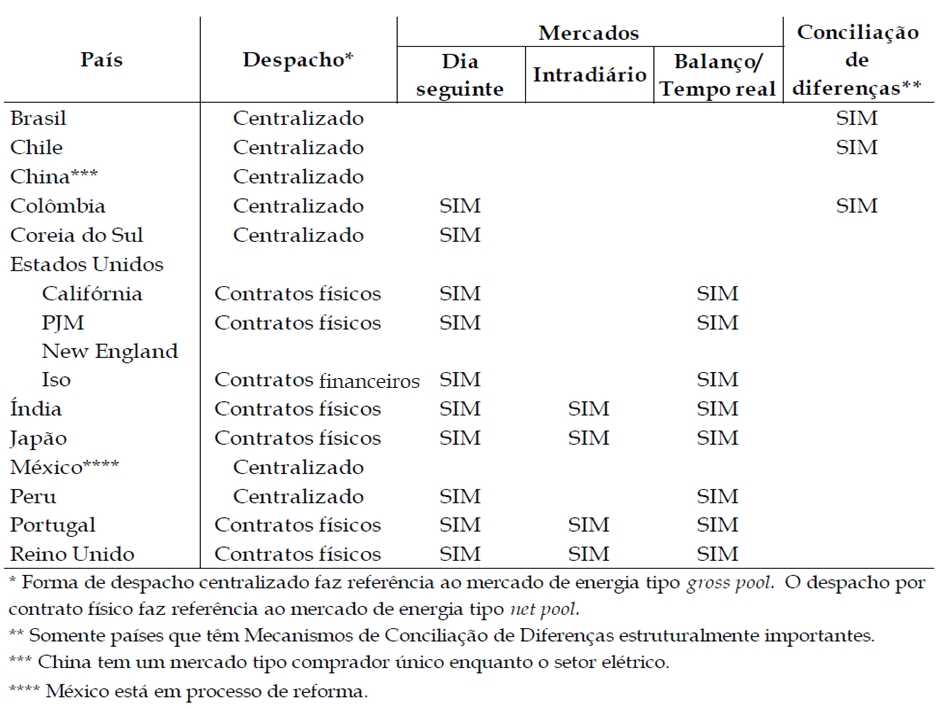 País Despacho* Mercados Conciliação de diferenças**
Dia seguinte Intradiário Balanço/ Tempo real
Brasil Centralizado SIM
Chile Centralizado SIM
China*** Centralizado
Colômbia Centralizado SIM SIM
Coreia do Sul Centralizado SIM
Estados Unidos
Califórnia Contratos físicos SIM SIM
PJM Contratos físicos SIM SIM
New England
Iso Contratos financeiros SIM SIM
Índia Contratos físicos SIM SIM SIM
Japão Contratos físicos SIM SIM SIM
México**** Centralizado
Peru Centralizado SIM SIM
Portugal Contratos físicos SIM SIM SIM
Reino Unido Contratos físicos SIM SIM SIM
* Forma de despacho centralizado faz referência ao mercado de energia tipo gross pool. O despacho por
contrato físico faz referência ao mercado de energia tipo net pool.
** Somente países que têm Mecanismos de Conciliação de Diferenças estruturalmente importantes.
*** China tem um mercado tipo comprador único enquanto o setor elétrico.
**** México está em processo de reforma.